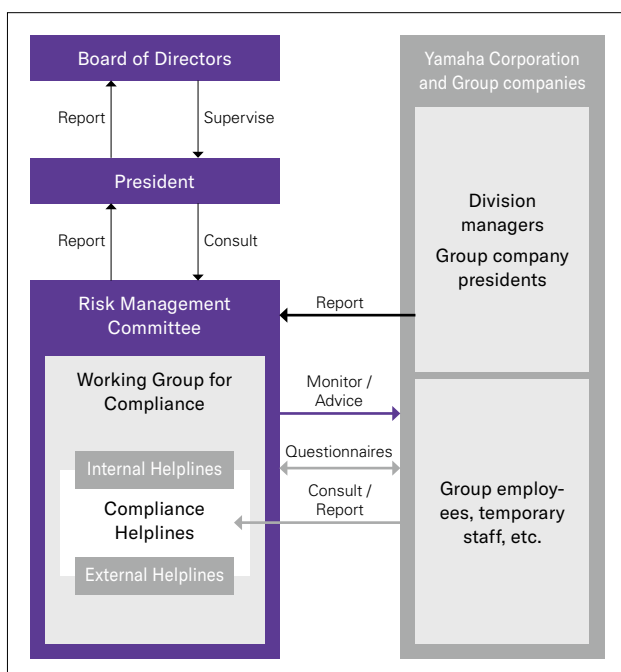 Board of Directors
Report
Supervise
President
Report
Consult
Risk Management
Committee
Working Group for
Compliance
Internal Helplines
Compliance
Helplines
External Helplines
Report
Monitor /
Advice
Questionnaires
Consult /
Report
Yamaha Corporation
and Group companies
Division
managers
Group company
presidents
Group employ-
ees, temporary
staff, etc.